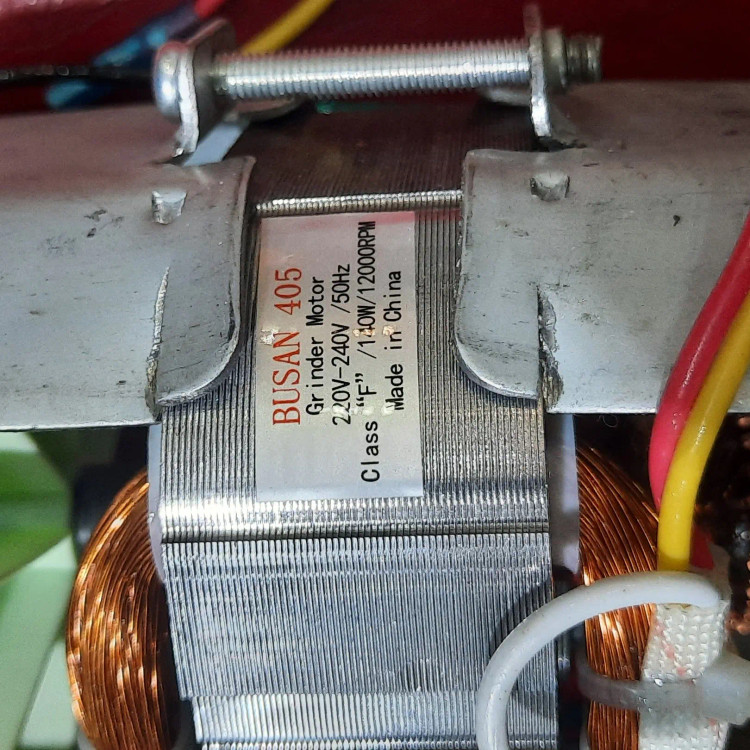 BUSAN 405
Grinder Motor
220V-240V /50Hz
Class "F" /140W/12000RPM
Made in China